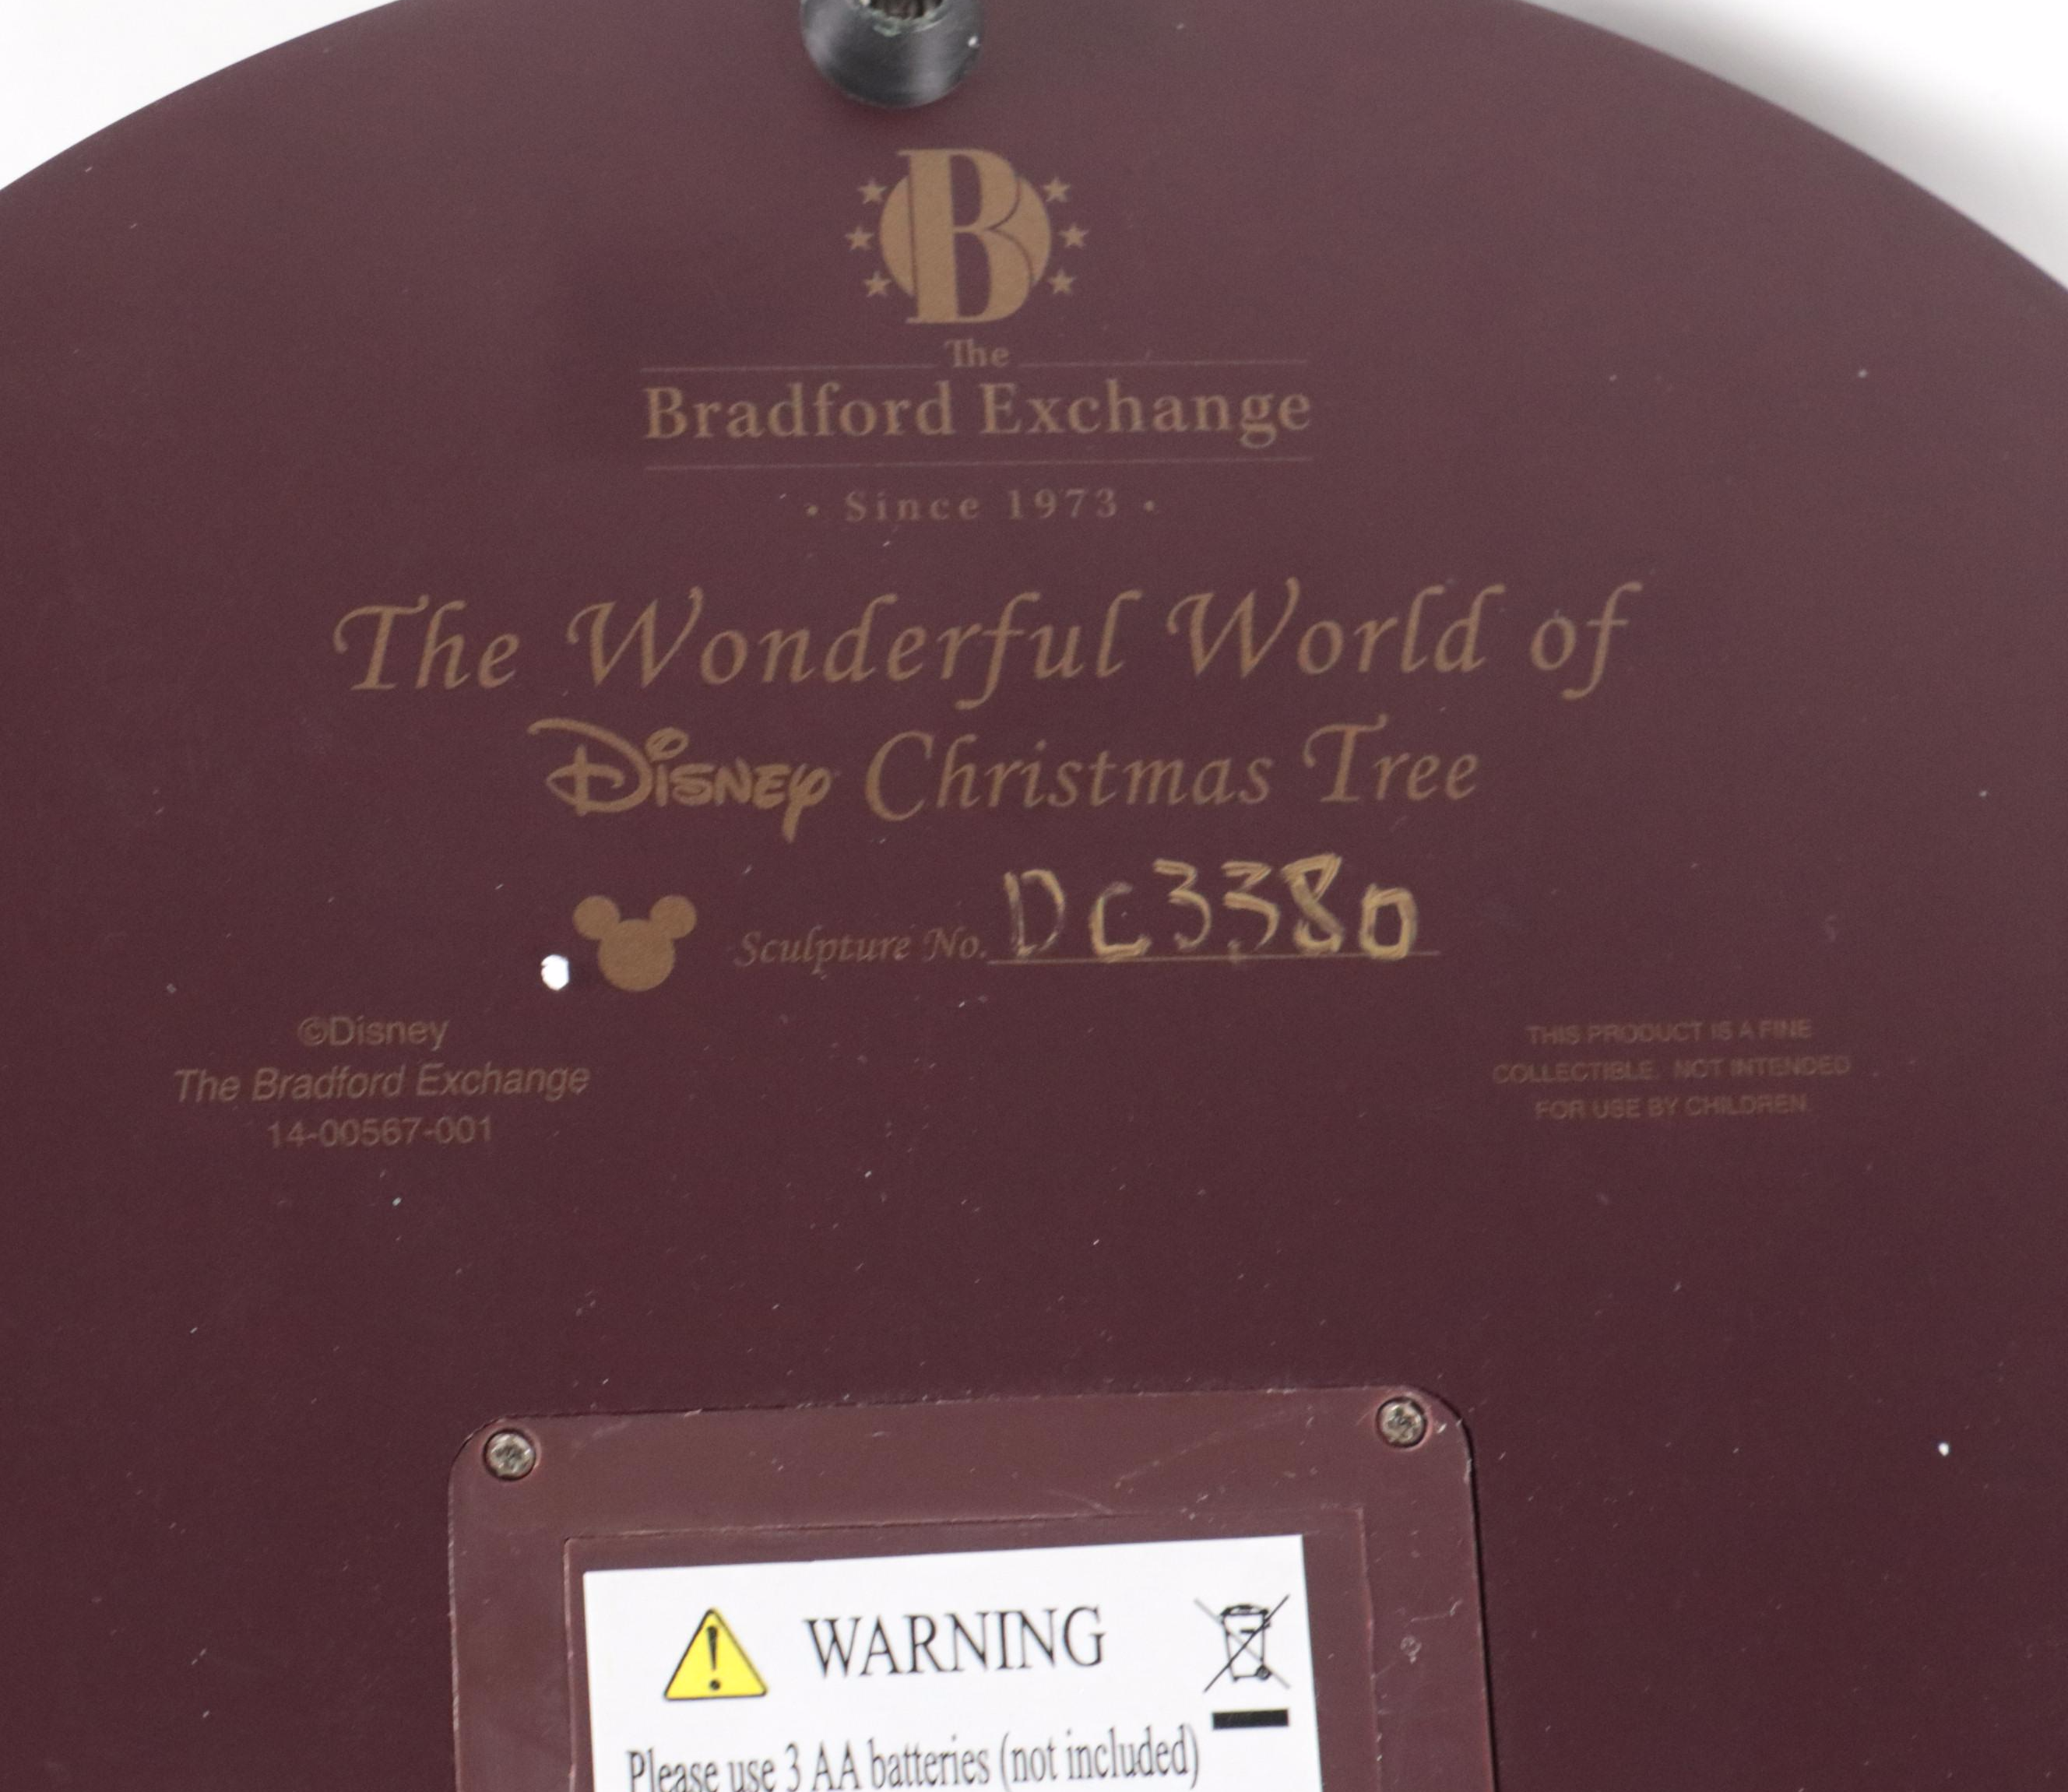 B
The
Bradford Exchange
· Since 1973 ·
The Wonderful World of
Disney Christmas Tree
Sculpture No. DC3380
©Disney
The Bradford Exchange
14-00567-001
THIS PRODUCT IS A FINE
COLLECTIBLE. NOT INTENDED
FOR USE BY CHILDREN.
WARNING
Please use 3 AA batteries (not included)